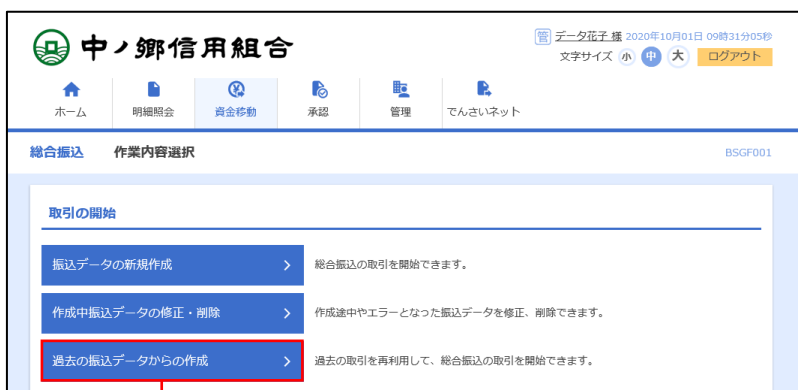 中ノ郷信用組合
管 データ花子 様 2020年10月01日 09時31分05秒
文字サイズ 小 中 大 ログアウト
ホーム 明細照会 資金移動 承認 管理 でんさいネット
総合振込 作業内容選択 BSGF001
取引の開始
振込データの新規作成 総合振込の取引を開始できます。
作成中振込データの修正・削除 作成途中やエラーとなった振込データを修正、削除できます。
過去の振込データからの作成 過去の取引を再利用して、総合振込の取引を開始できます。